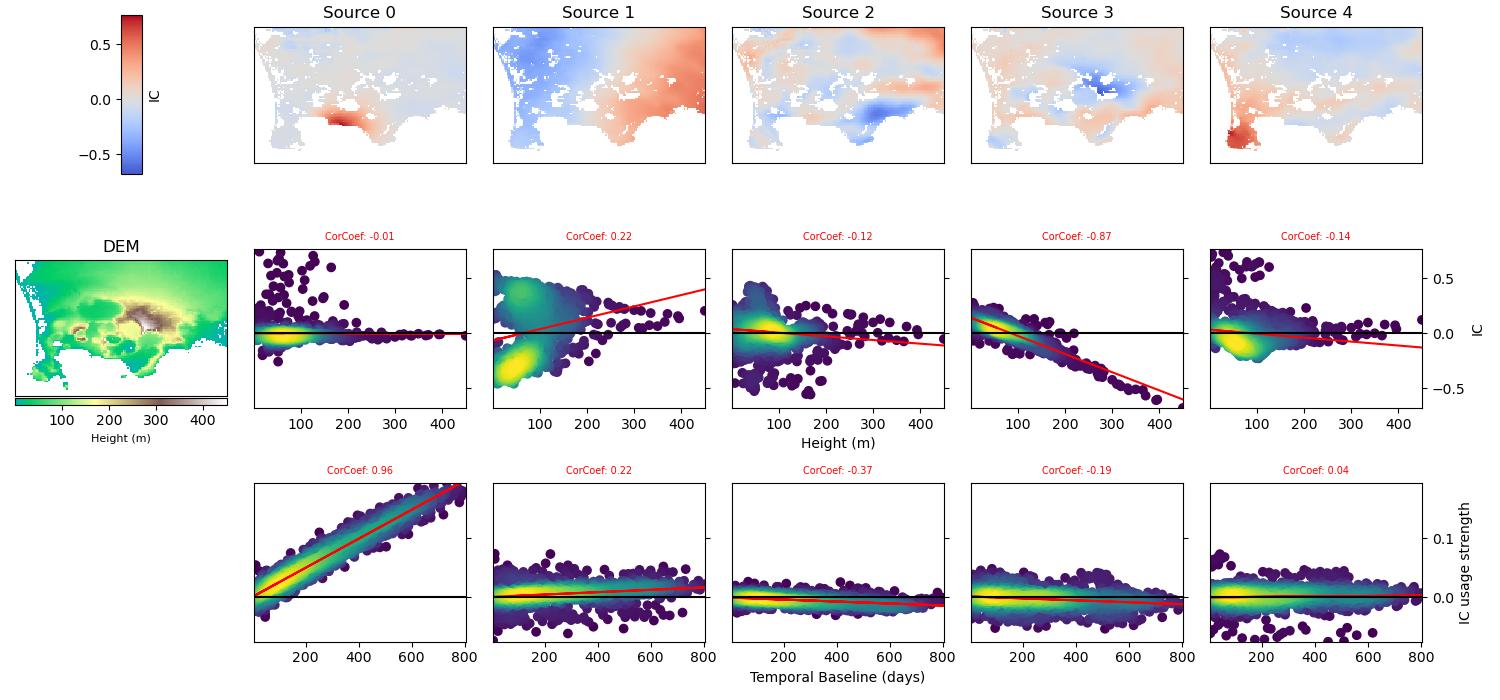 Source 0
Source 1
Source 2
Source 3
Source 4
0.5
0.0
−0.5
IC
DEM
CorCoef: -0.01
CorCoef: 0.22
CorCoef: -0.12
CorCoef: -0.87
CorCoef: -0.14
0.5
0.0
−0.5
IC
100 200 300 400
Height (m)
100 200 300 400
100 200 300 400
100 200 300 400
100 200 300 400
100 200 300 400
Height (m)
CorCoef: 0.96
CorCoef: 0.22
CorCoef: -0.37
CorCoef: -0.19
CorCoef: 0.04
0.1
0.0
IC usage strength
200 400 600 800
200 400 600 800
200 400 600 800
200 400 600 800
200 400 600 800
Temporal Baseline (days)